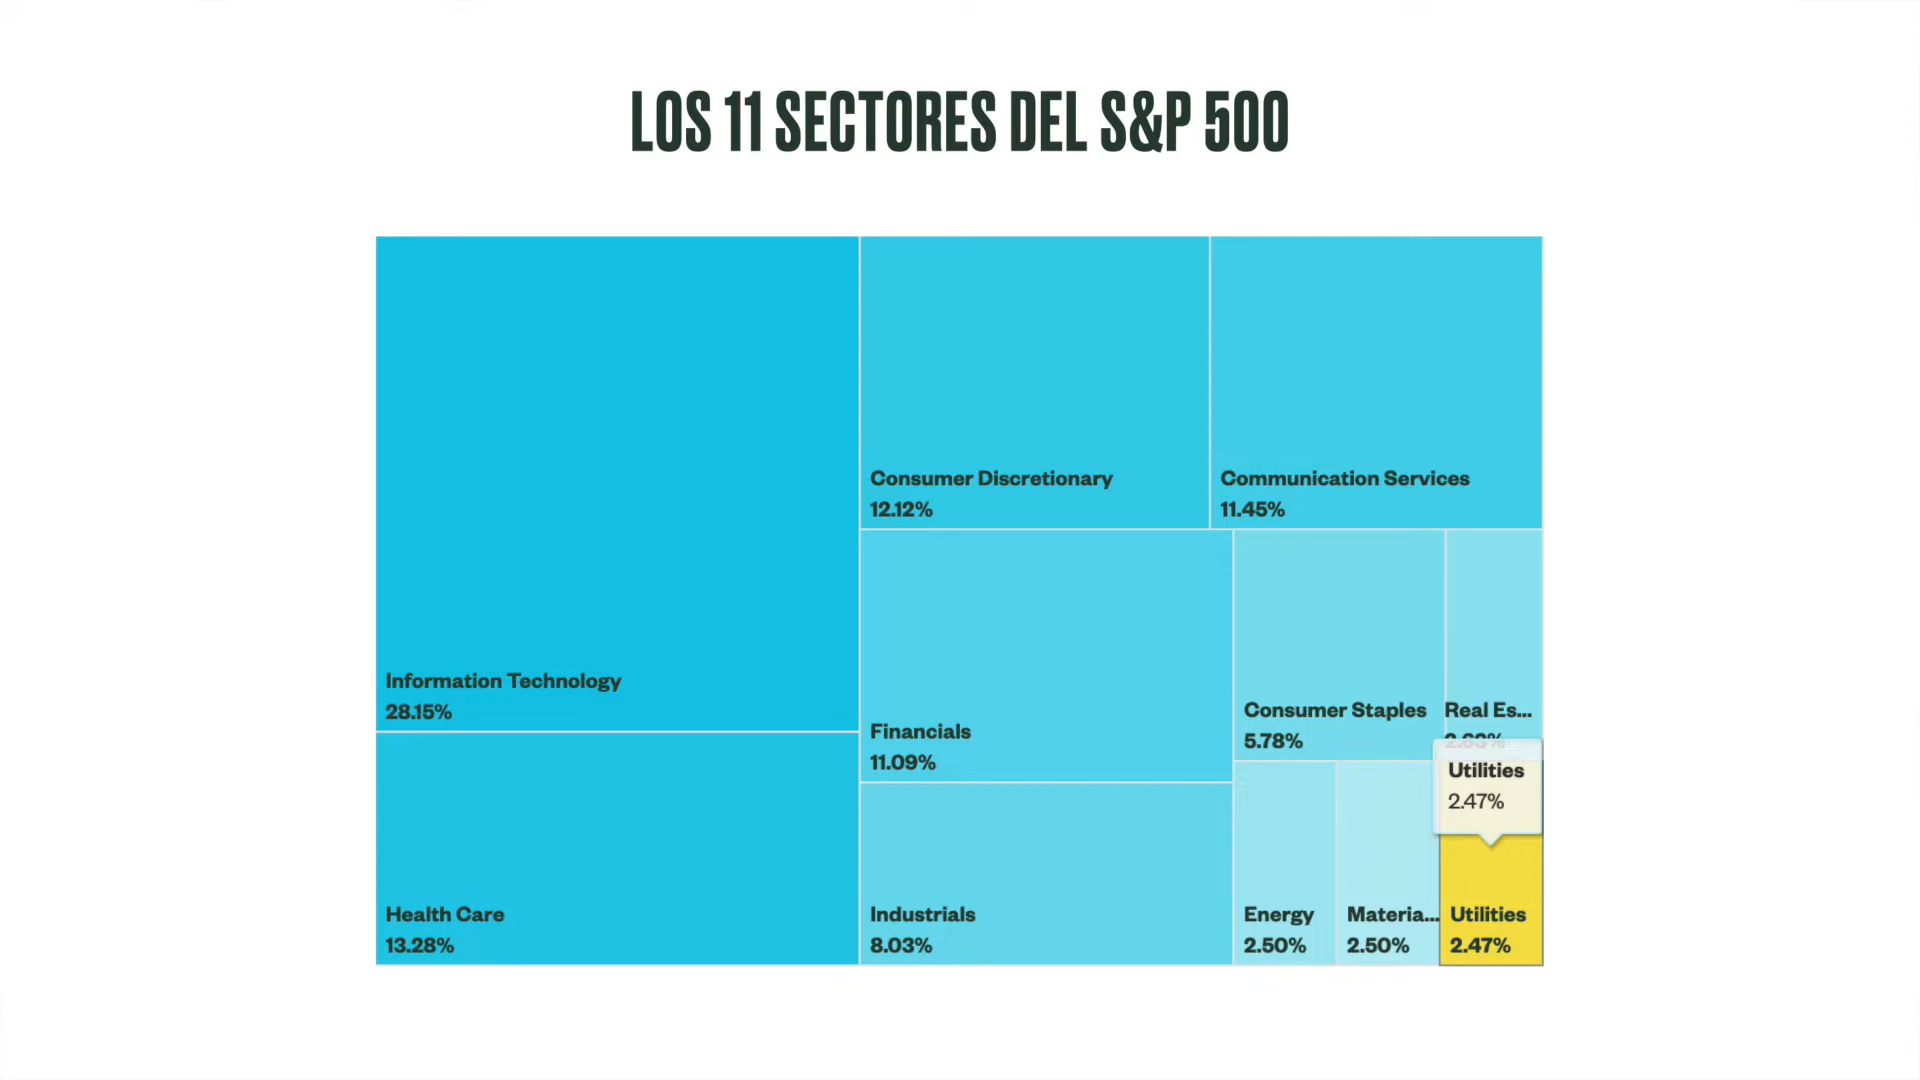 LOS 11 SECTORES DEL S&P 500
Information Technology
28.15%
Health Care
13.28%
Consumer Discretionary
12.12%
Communication Services
11.45%
Financials
11.09%
Industrials
8.03%
Consumer Staples
5.78%
Real Es...
Energy
2.50%
Materia...
2.50%
Utilities
2.47%
Utilities
2.47%